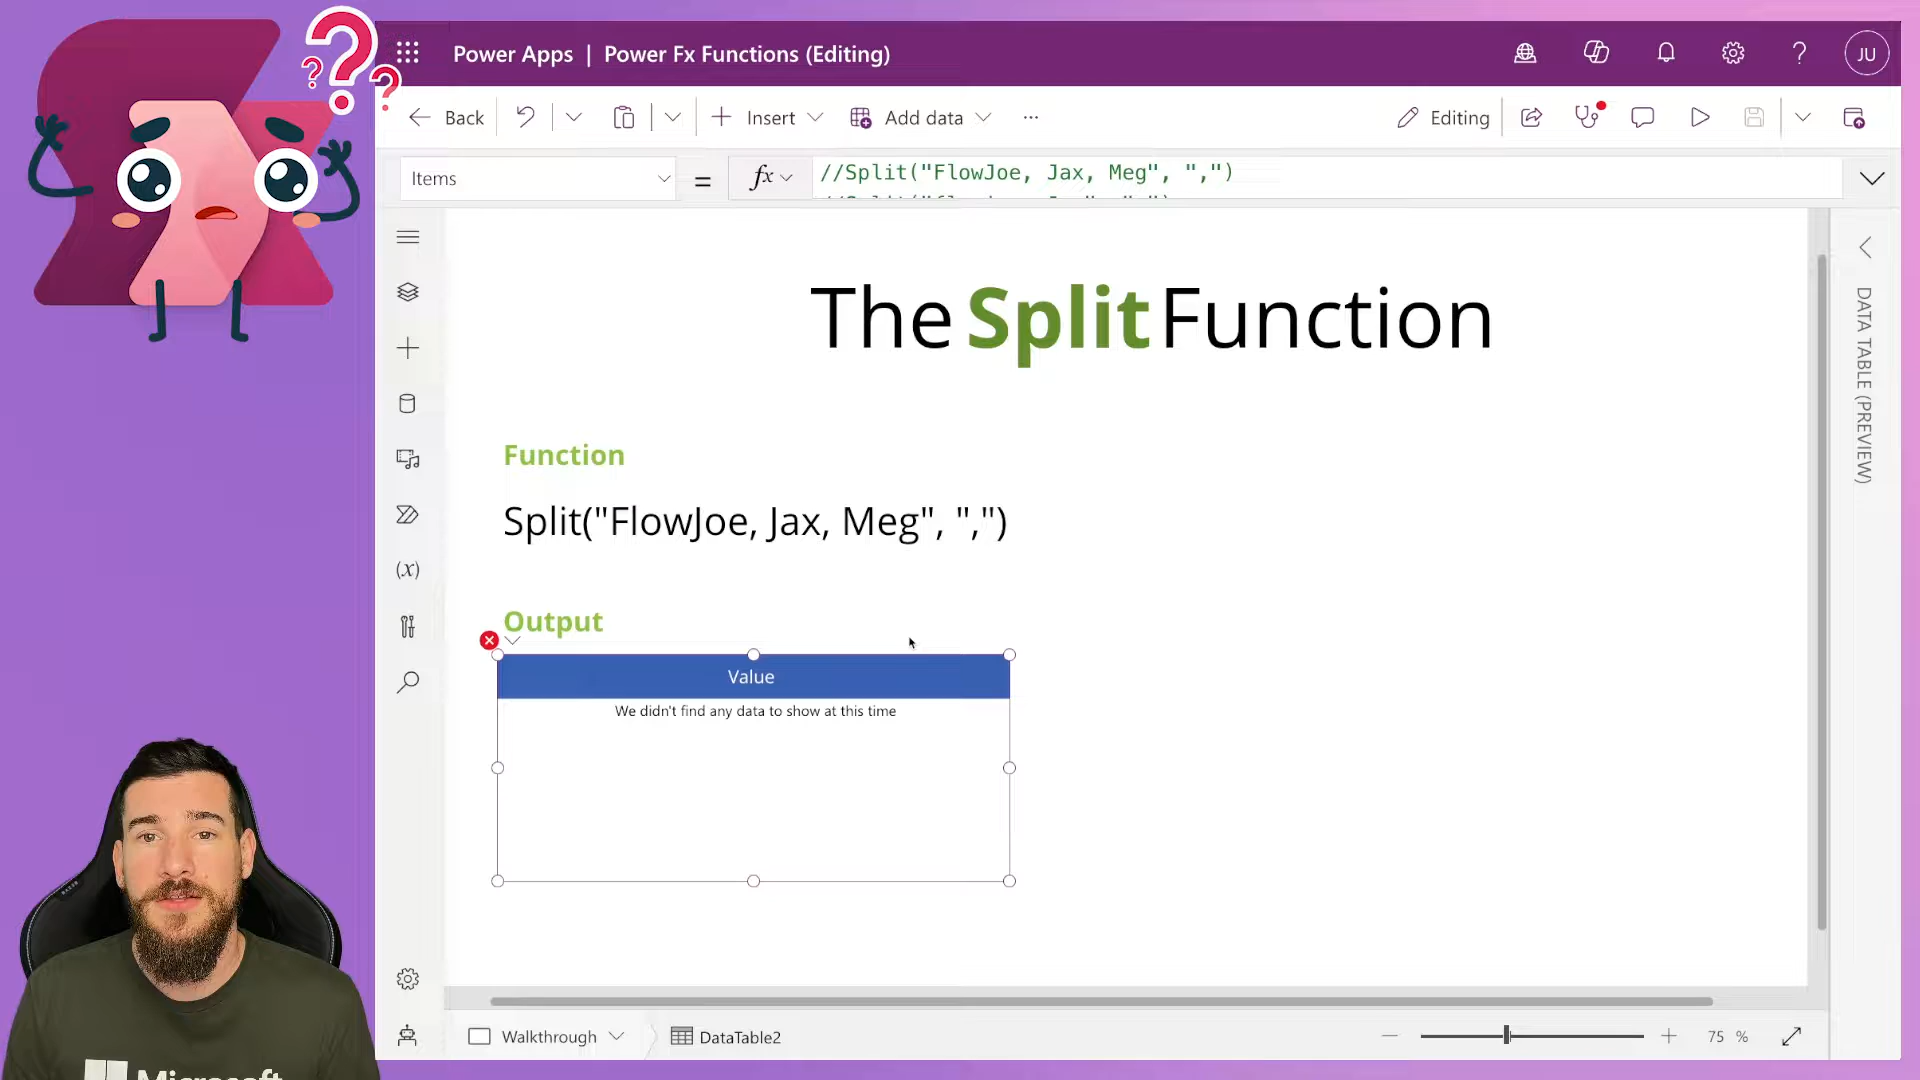 ? ? ?
Power Apps | Power Fx Functions (Editing)
? JU
Back Insert Add data ... Editing
Items = fx //Split("FlowJoe, Jax, Meg", ",")
The Split Function
DATA TABLE (PREVIEW)
Function
Split("FlowJoe, Jax, Meg", ",")
(x)
Output
Value
We didn't find any data to show at this time
Walkthrough DataTable2 75 %
Microsoft